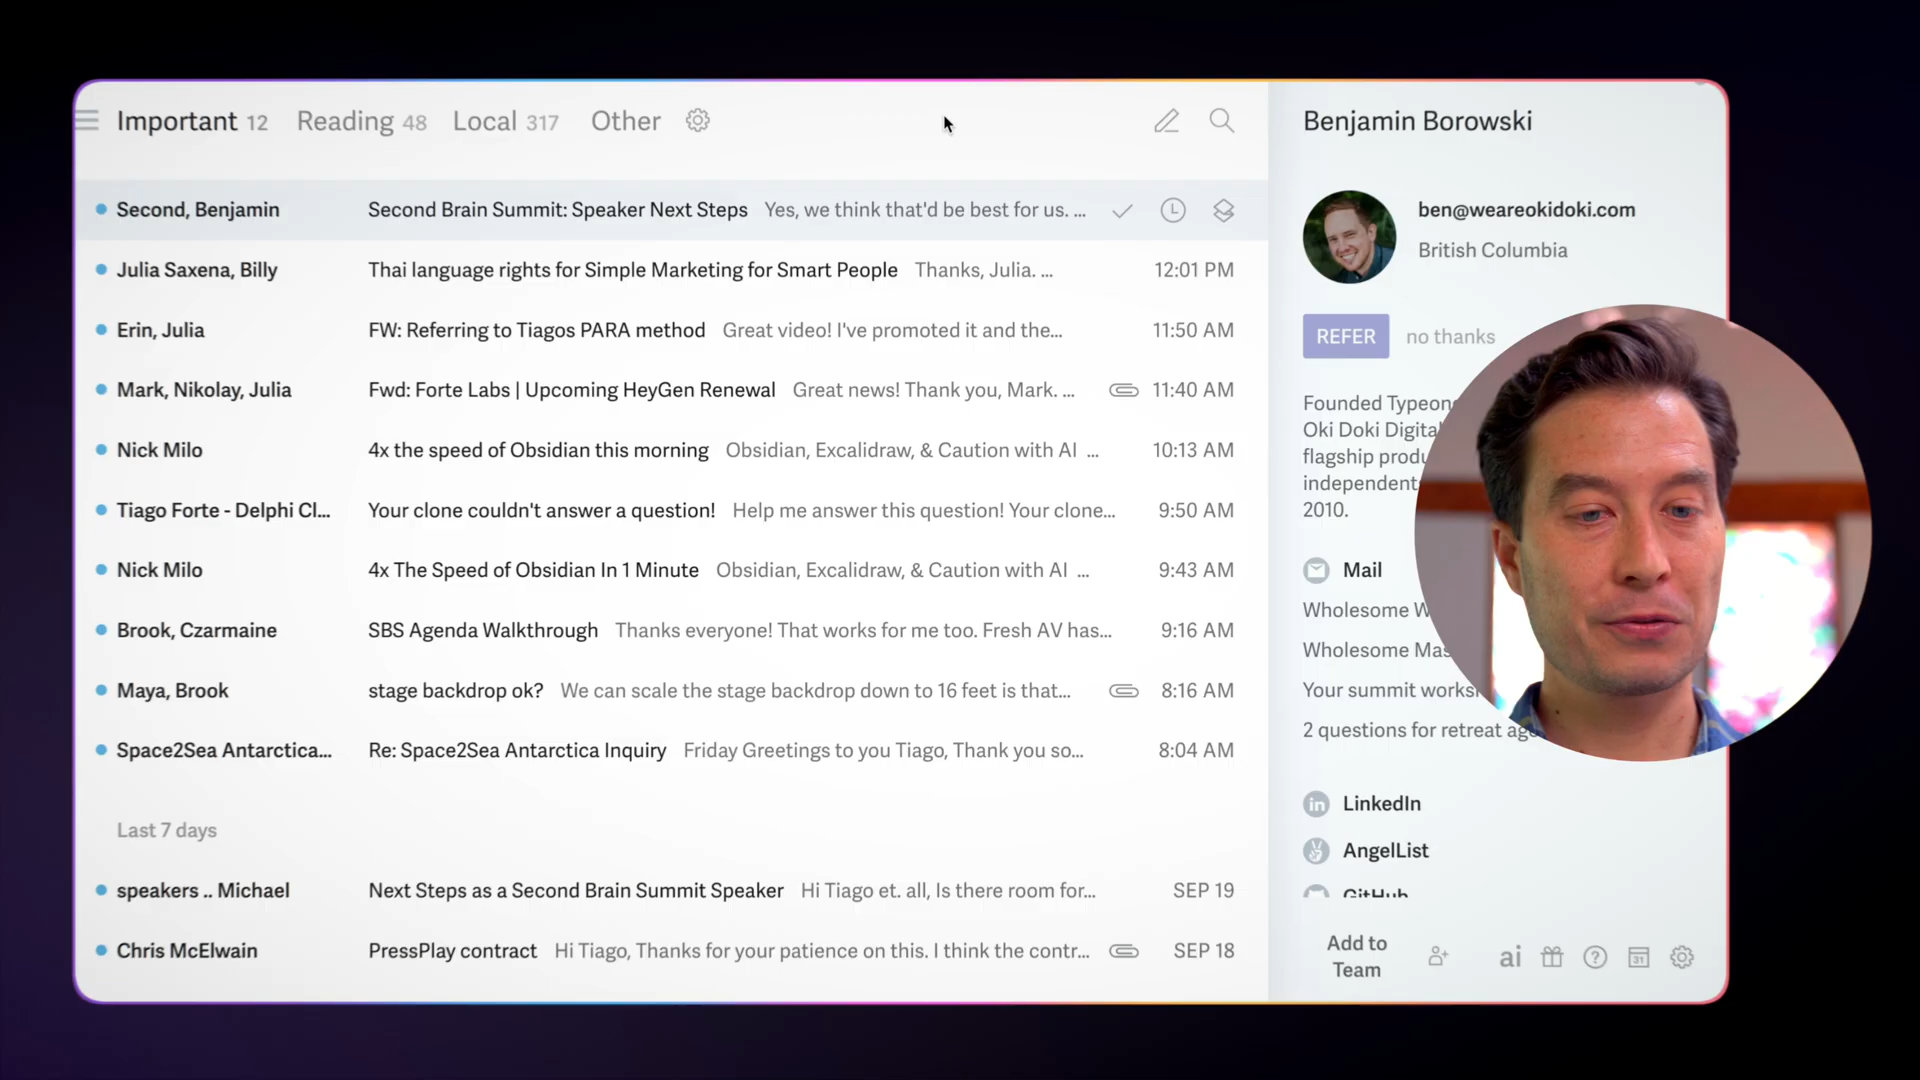 Important 12 Reading 48 Local 317 Other
Second, Benjamin Second Brain Summit: Speaker Next Steps Yes, we think that'd be best for us. ...
Julia Saxena, Billy Thai language rights for Simple Marketing for Smart People Thanks, Julia. ... 12:01 PM
Erin, Julia FW: Referring to Tiagos PARA method Great video! I've promoted it and the... 11:50 AM
Mark, Nikolay, Julia Fwd: Forte Labs | Upcoming HeyGen Renewal Great news! Thank you, Mark. ... 11:40 AM
Nick Milo 4x the speed of Obsidian this morning Obsidian, Excalidraw, & Caution with AI ... 10:13 AM
Tiago Forte - Delphi Cl... Your clone couldn't answer a question! Help me answer this question! Your clone... 9:50 AM
Nick Milo 4x The Speed of Obsidian In 1 Minute Obsidian, Excalidraw, & Caution with AI ... 9:43 AM
Brook, Czarmaine SBS Agenda Walkthrough Thanks everyone! That works for me too. Fresh AV has... 9:16 AM
Maya, Brook stage backdrop ok? We can scale the stage backdrop down to 16 feet is that... 8:16 AM
Space2Sea Antarctica... Re: Space2Sea Antarctica Inquiry Friday Greetings to you Tiago, Thank you so... 8:04 AM
Last 7 days
speakers .. Michael Next Steps as a Second Brain Summit Speaker Hi Tiago et. all, Is there room for... SEP 19
Chris McElwain PressPlay contract Hi Tiago, Thanks for your patience on this. I think the contr... SEP 18
Benjamin Borowski
ben@weareokidoki.com
British Columbia
REFER no thanks
Founded
Oki Doki Digital
flagship
independent
2010.
Mail
Wholesome
Wholesome
Your summit
2 questions for retreat
LinkedIn
AngelList
GitHub
Add to
Team
ai
31